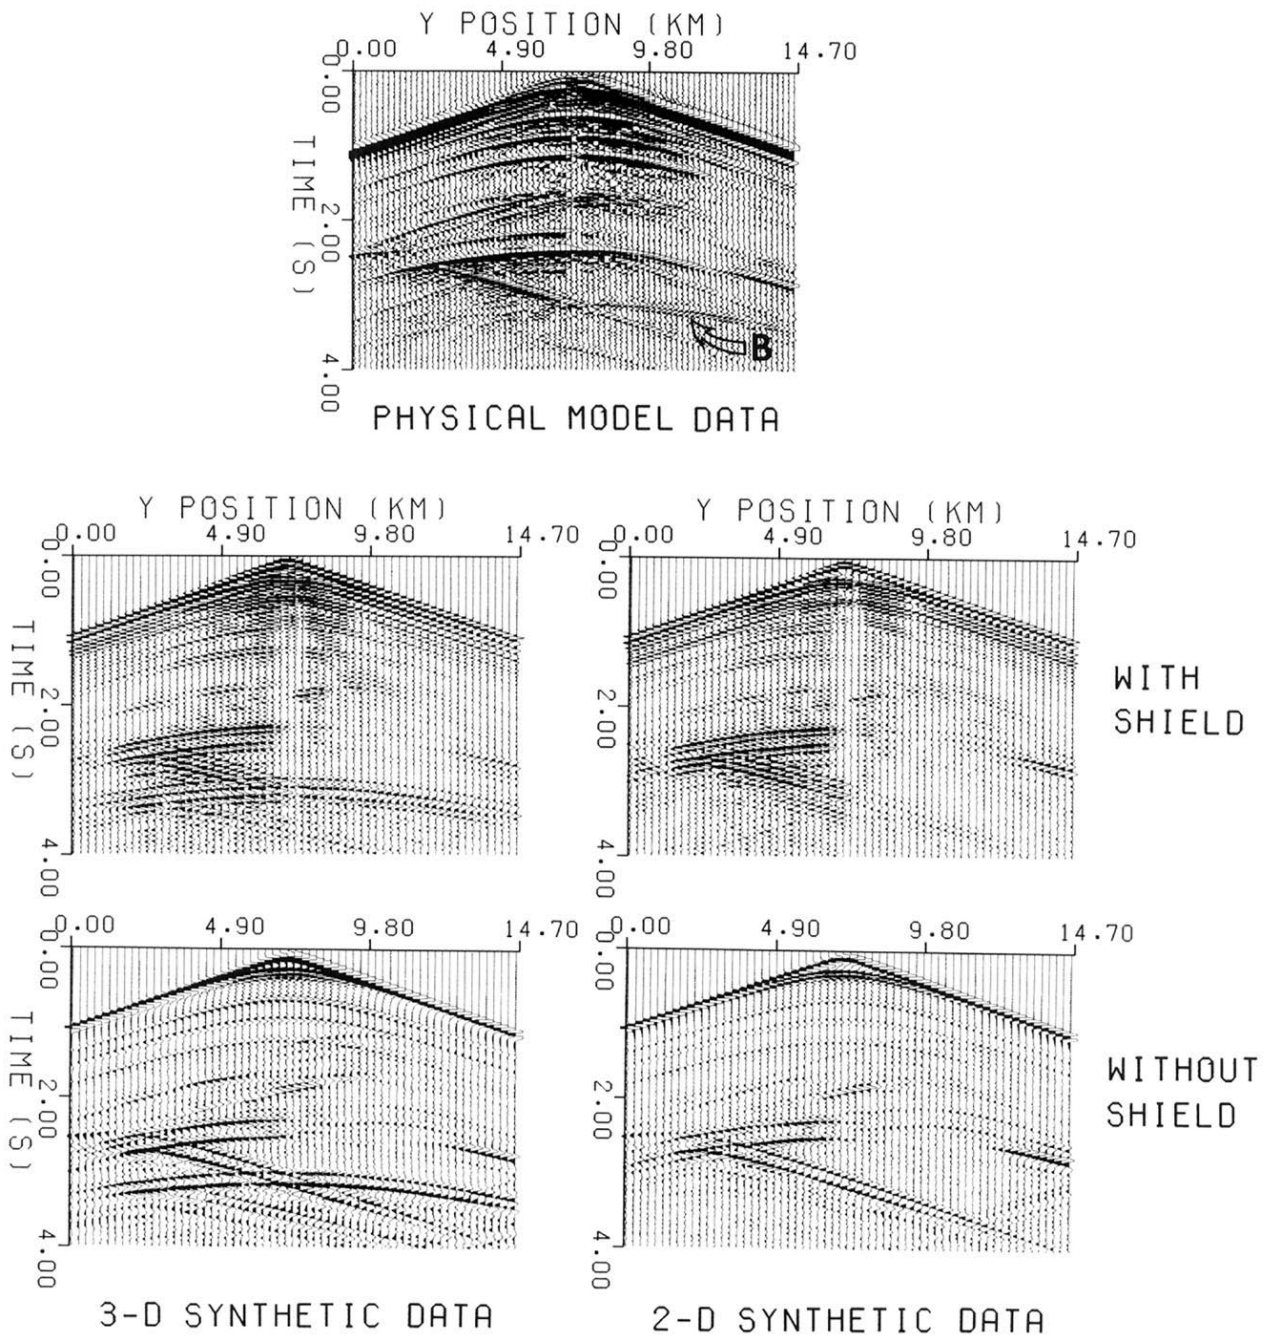 Y POSITION (KM)
0.00 4.90 9.80 14.70
0.00
TIME (S)
2.00
4.00
B
PHYSICAL MODEL DATA
Y POSITION (KM)
0.00 4.90 9.80 14.70
0.00
TIME (S)
2.00
4.00
Y POSITION (KM)
0.00 4.90 9.80 14.70
0.00
2.00
4.00
WITH
SHIELD
0.00 4.90 9.80 14.70
0.00
TIME (S)
2.00
4.00
0.00 4.90 9.80 14.70
0.00
2.00
4.00
WITHOUT
SHIELD
3-D SYNTHETIC DATA
2-D SYNTHETIC DATA